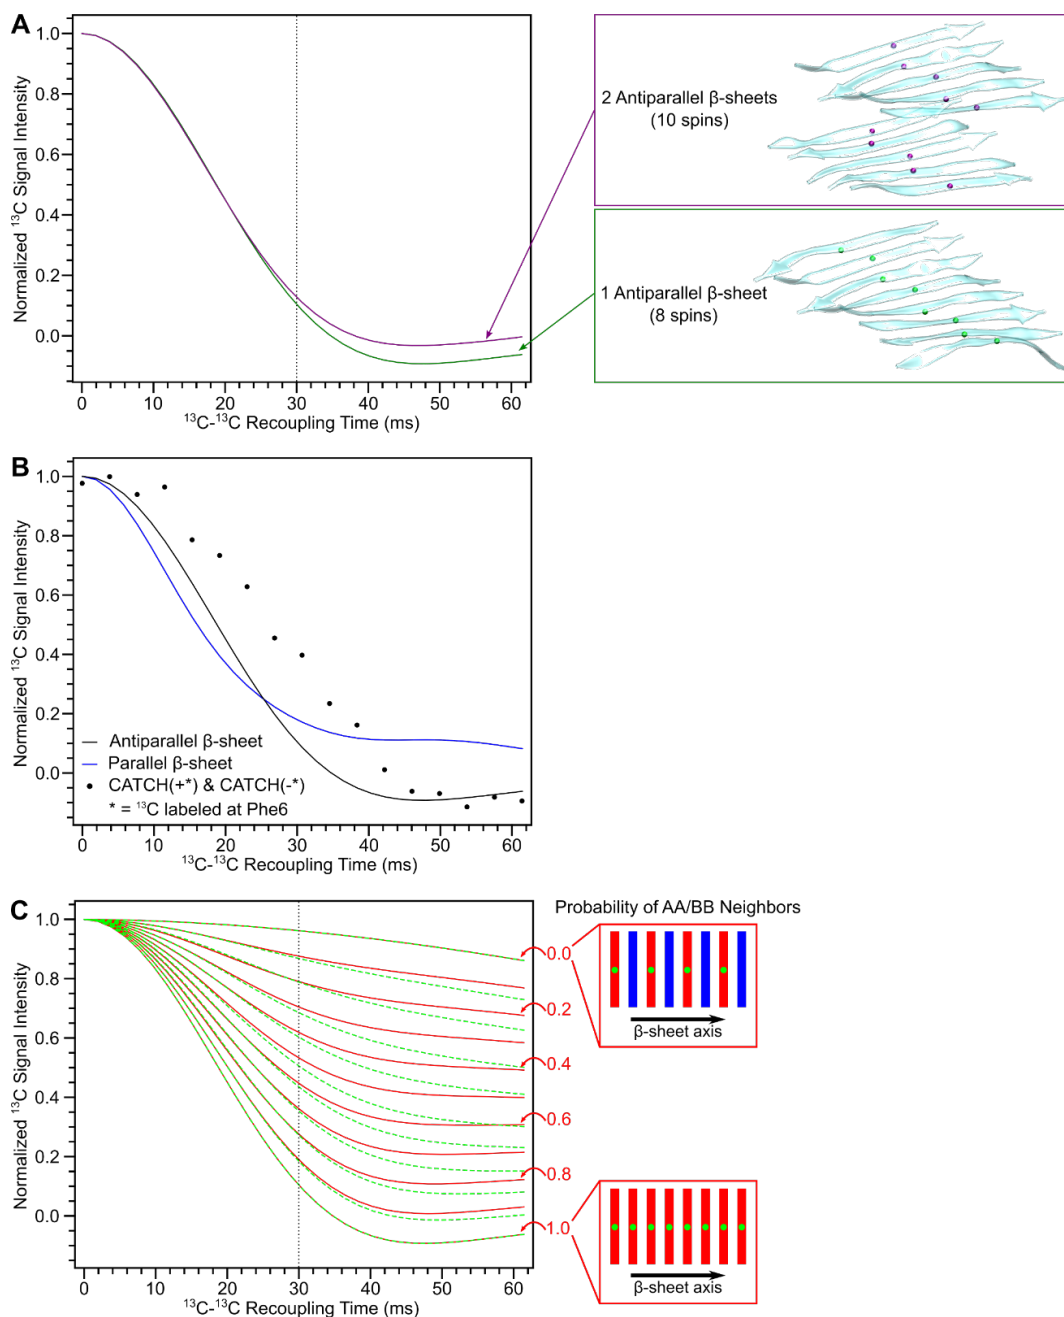 A
Normalized ¹³C Signal Intensity
1.0
0.8
0.6
0.4
0.2
0.0
0
10
20
30
40
50
60
¹³C-¹³C Recoupling Time (ms)
2 Antiparallel β-sheets
(10 spins)
1 Antiparallel β-sheet
(8 spins)
B
Normalized ¹³C Signal Intensity
1.0
0.8
0.6
0.4
0.2
0.0
Antiparallel β-sheet
Parallel β-sheet
CATCH(+*) & CATCH(-*)
* = ¹³C labeled at Phe6
0
10
20
30
40
50
60
¹³C-¹³C Recoupling Time (ms)
C
Normalized ¹³C Signal Intensity
1.0
0.8
0.6
0.4
0.2
0.0
0
10
20
30
40
50
60
¹³C-¹³C Recoupling Time (ms)
Probability of AA/BB Neighbors
0.0
0.2
0.4
0.6
0.8
1.0
β-sheet axis
β-sheet axis